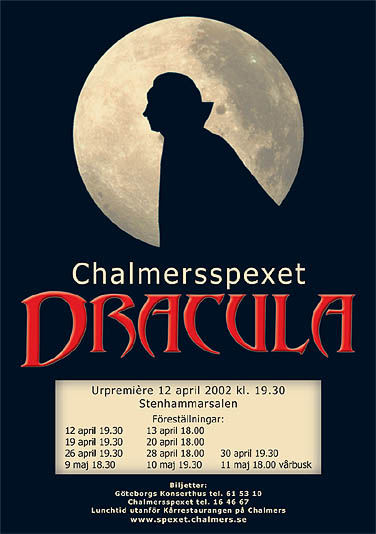 Chalmersspexet
DRACULA
Urpremière 12 april 2002 kl. 19.30
Stenhammarsalen
Föreställningar:
12 april 19.30 13 april 18.00
19 april 19.30 20 april 18.00
26 april 19.30 28 april 18.00 30 april 19.30
9 maj 18.30 10 maj 19.30 11 maj 18.00 vårbusk
Biljetter:
Göteborgs Konserthus tel. 61 53 10
Chalmersspexet tel. 16 46 67
Lunchtid utanför Kårrestaurangen på Chalmers
www.spexet.chalmers.se